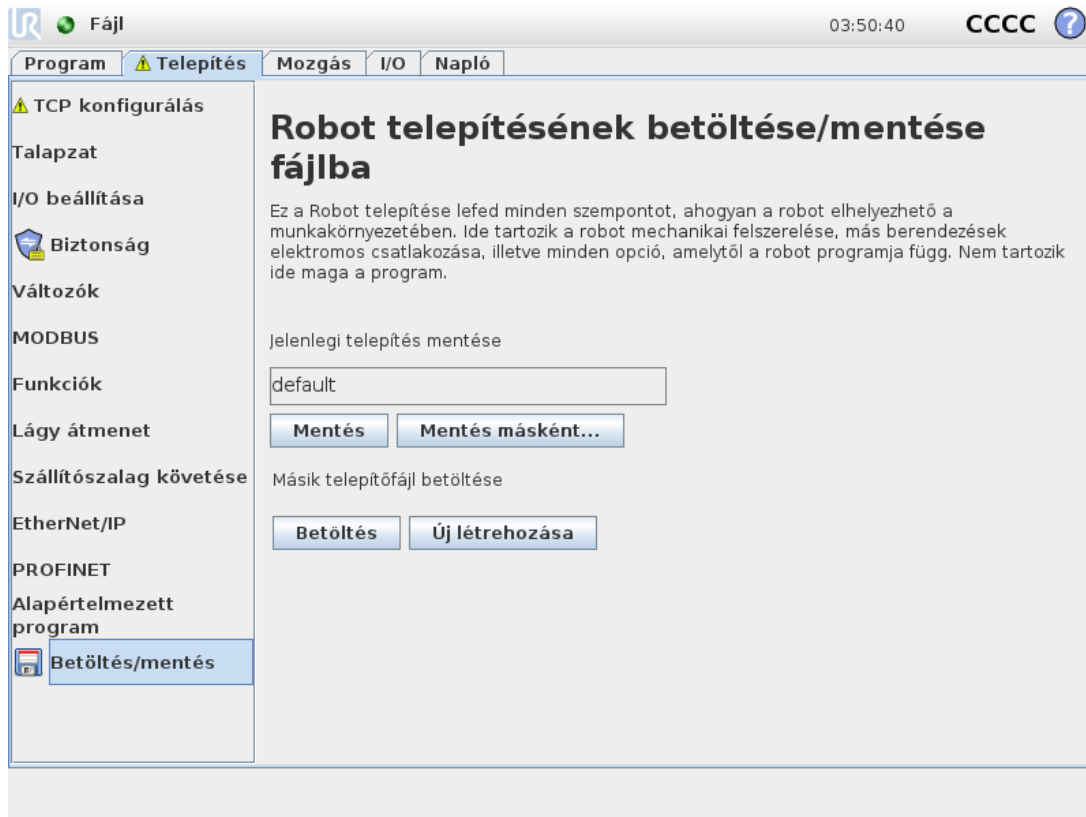 UR Fájl 03:50:40 CCCC ?
Program Telepítés Mozgás I/O Napló
TCP konfigurálás
Talapzat
I/O beállítása
Biztonság
Változók
MODBUS
Funkciók
Lágy átmenet
Szállítószalag követése
EtherNet/IP
PROFINET
Alapértelmezett
program
Betöltés/mentés
Robot telepítésének betöltése/mentése
fájlba
Ez a Robot telepítése lefed minden szempontot, ahogyan a robot elhelyezhető a
munkakörnyezetében. Ide tartozik a robot mechanikai felszerelése, más berendezések
elektromos csatlakozása, illetve minden opció, amelytől a robot programja függ. Nem tartozik
ide maga a program.
Jelenlegi telepítés mentése
default
Mentés Mentés másként...
Másik telepítőfájl betöltése
Betöltés Új létrehozása